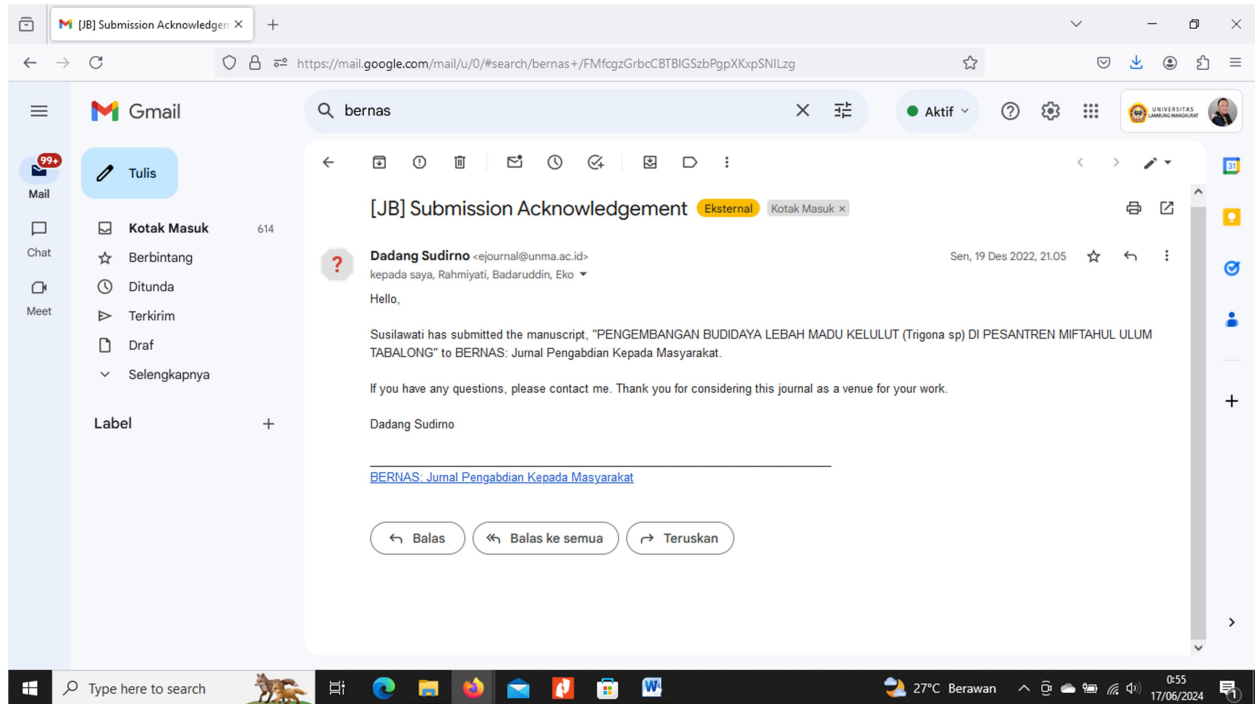 [JB] Submission Acknowledgen
https://mail.google.com/mail/u/0/#search/bernas+/FMfcgzGrbcCBTBIGSzbPgpXKxpSNILzg
Gmail
bernas
Aktif
UNIVERSITAS
LAMBUNG MANGKURAT
99+
Mail
Chat
Meet
Tulis
Kotak Masuk 614
Berbintang
Ditunda
Terkirim
Draf
Selengkapnya
Label
31
[JB] Submission Acknowledgement Eksternal Kotak Masuk ×
Dadang Sudirno <ejournal@unma.ac.id> Sen, 19 Des 2022, 21.05
kepada saya, Rahmiyati, Badaruddin, Eko
Hello,
Susilawati has submitted the manuscript, "PENGEMBANGAN BUDIDAYA LEBAH MADU KELULUT (Trigona sp) DI PESANTREN MIFTAHUL ULUM
TABALONG" to BERNAS: Jurnal Pengabdian Kepada Masyarakat.
If you have any questions, please contact me. Thank you for considering this journal as a venue for your work.
Dadang Sudirno
BERNAS: Jurnal Pengabdian Kepada Masyarakat
Balas
Balas ke semua
Teruskan
Type here to search
27°C Berawan
0:55
17/06/2024
1